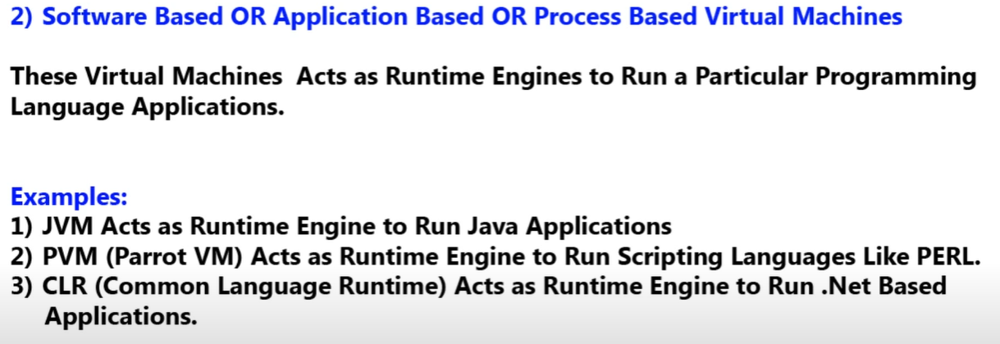 2) Software Based OR Application Based OR Process Based Virtual Machines
These Virtual Machines  Acts as Runtime Engines to Run a Particular Programming
Language Applications.
Examples:
1) JVM Acts as Runtime Engine to Run Java Applications
2) PVM (Parrot VM) Acts as Runtime Engine to Run Scripting Languages Like PERL.
3) CLR (Common Language Runtime) Acts as Runtime Engine to Run .Net Based
Applications.